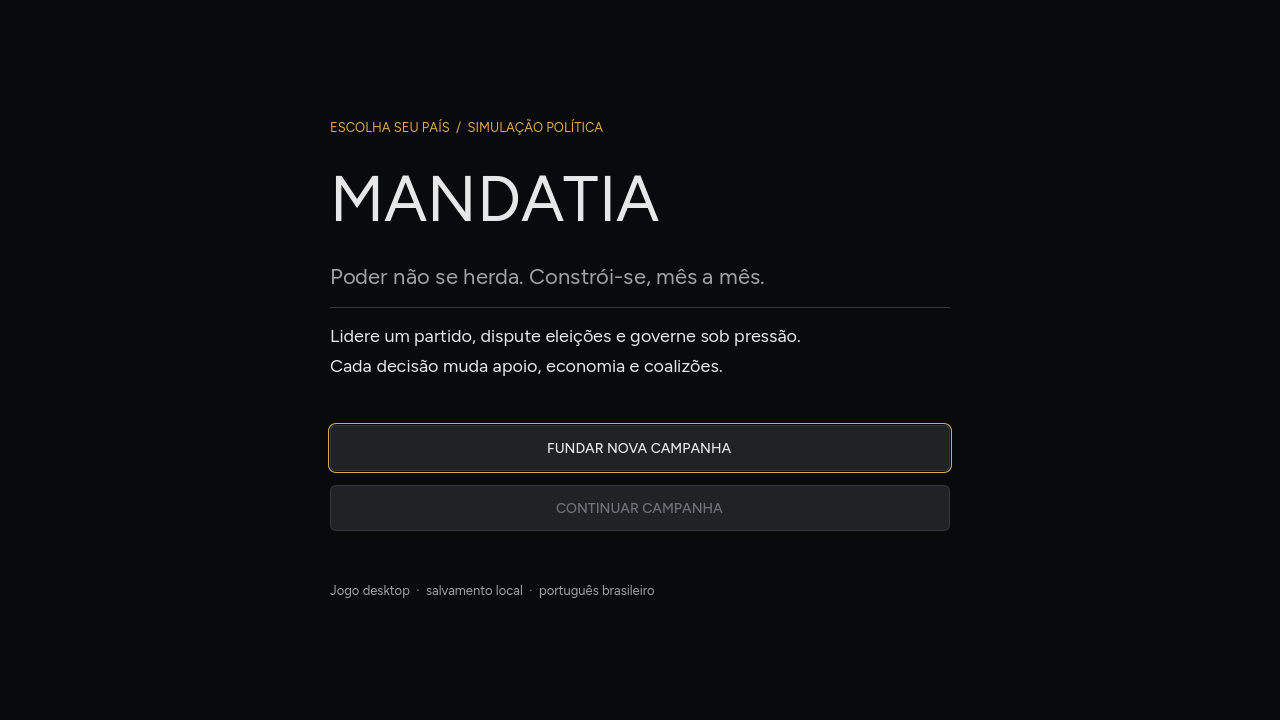 ESCOLHA SEU PAÍS / SIMULAÇÃO POLÍTICA
MANDATIA
Poder não se herda. Constrói-se, mês a mês.
Lidere um partido, dispute eleições e governe sob pressão.
Cada decisão muda apoio, economia e coalizões.
FUNDAR NOVA CAMPANHA
CONTINUAR CAMPANHA
Jogo desktop · salvamento local · português brasileiro